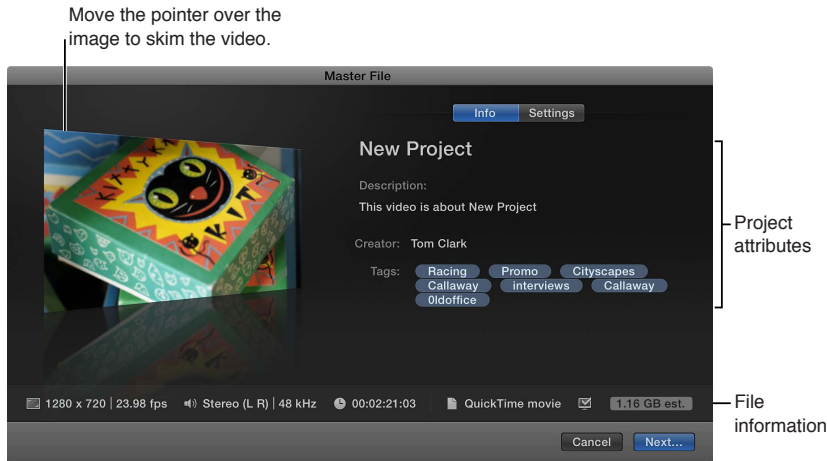 Move the pointer over the
image to skim the video.
Master File
Info Settings
New Project
Description:
This video is about New Project
Creator: Tom Clark
Tags: Racing Promo Cityscapes
Callaway interviews Callaway
0ldoffice
KITTY KAT KIT
Project
attributes
1280 x 720 | 23.98 fps Stereo (L R) | 48 kHz 00:02:21:03 QuickTime movie 1.16 GB est.
File
information
Cancel Next...